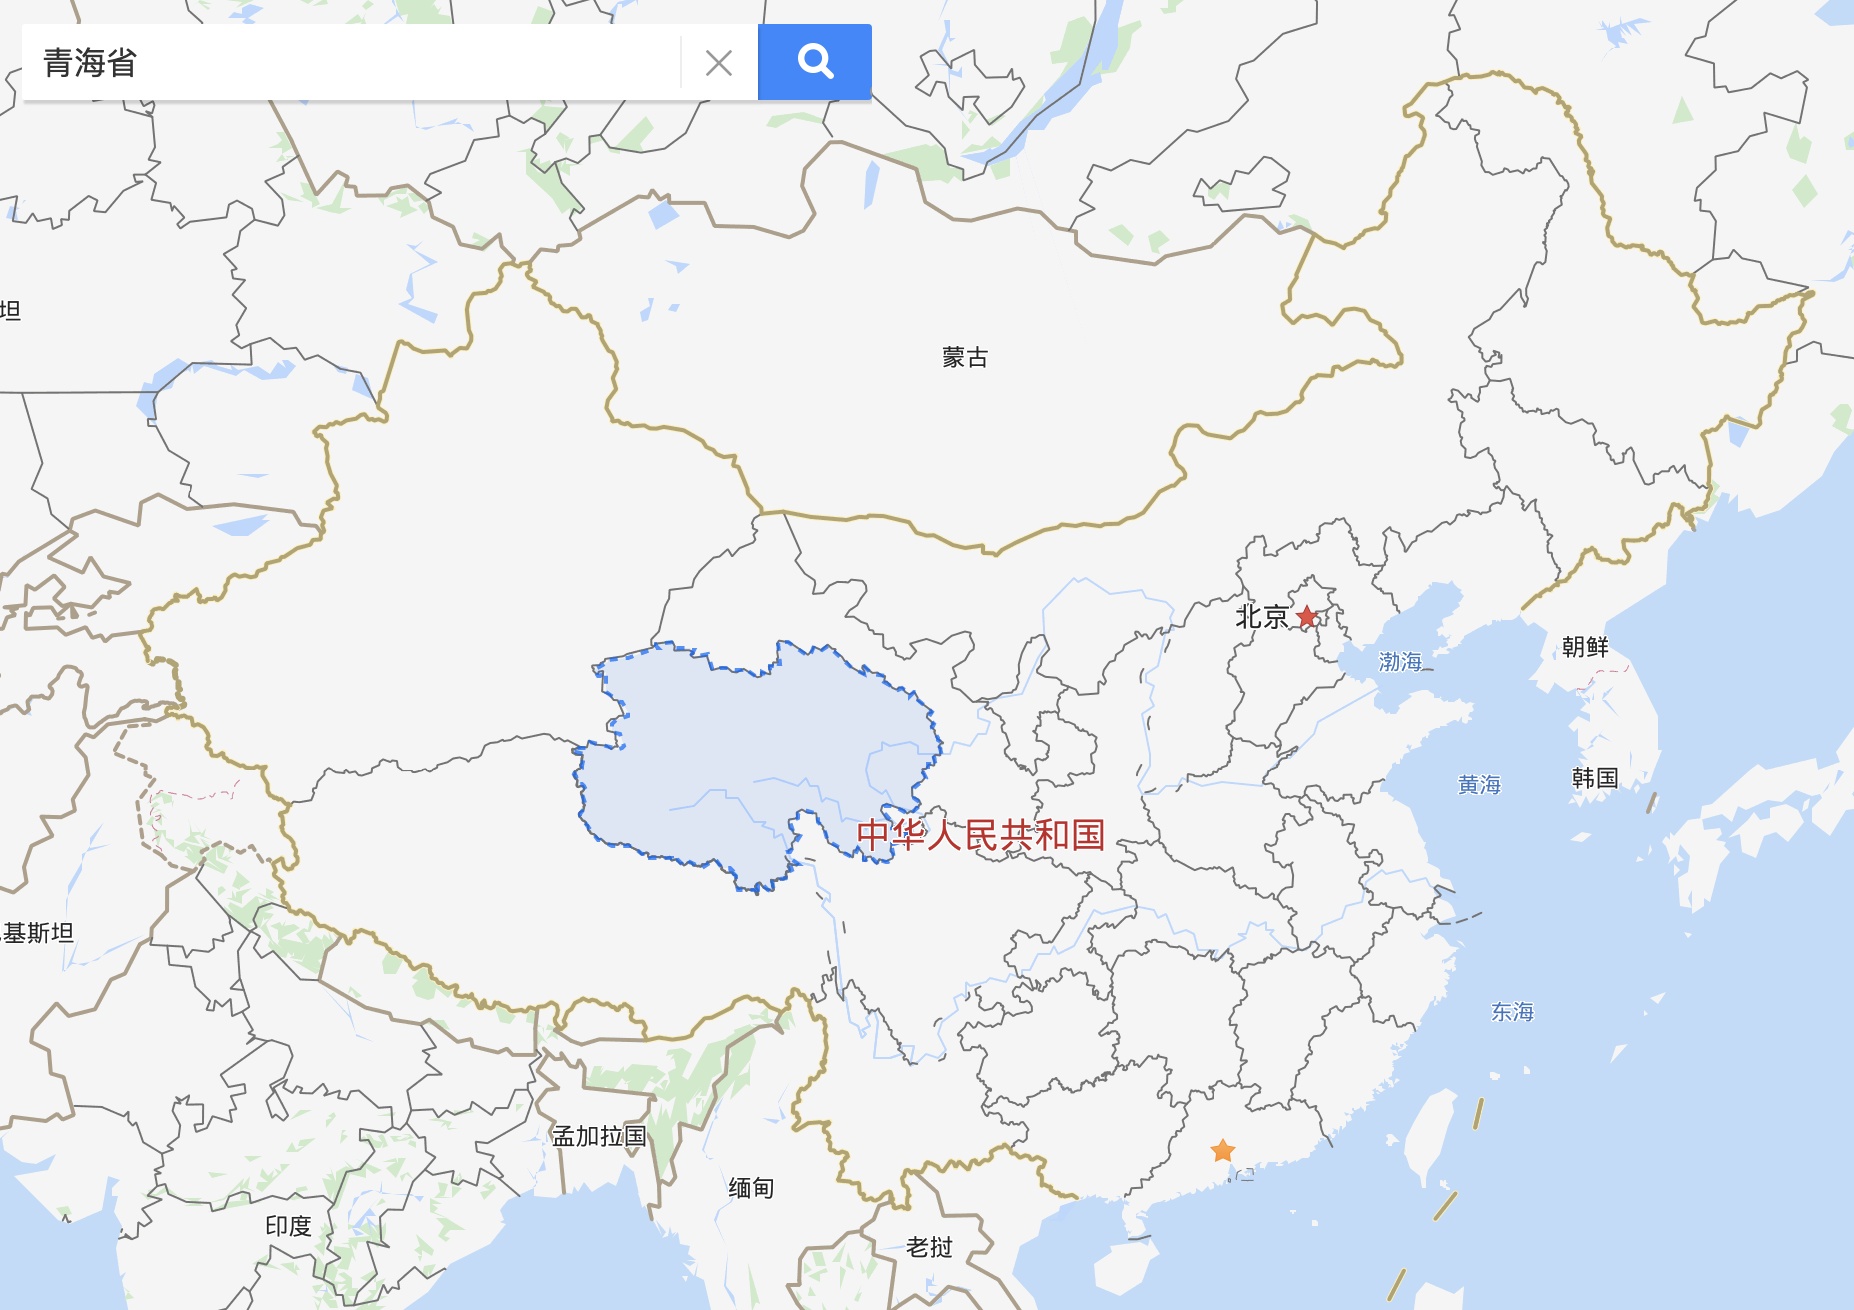 青海省
坦
蒙古
北京
朝鲜
渤海
韩国
黄海
中华人民共和国
基斯坦
东海
孟加拉国
缅甸
印度
老挝